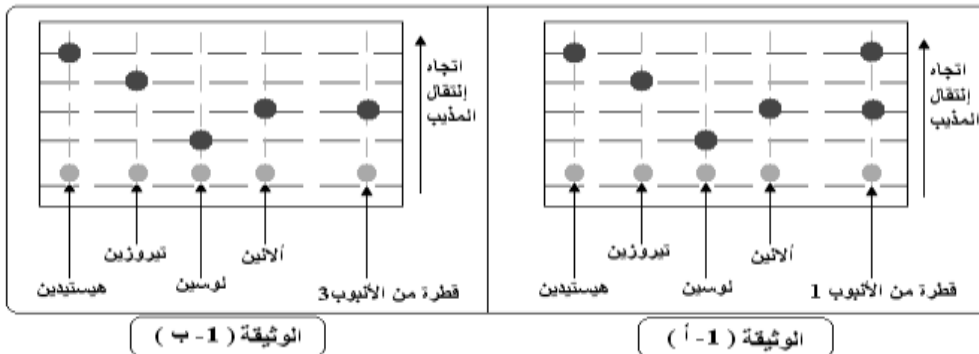 اتجاه
إنتقال
المذيب
هيستيدين
تيروزين
لوسين
ألانين
قطرة من الأنبوب 1
الوثيقة ( 1 - أ )
اتجاه
إنتقال
المذيب
هيستيدين
تيروزين
لوسين
ألانين
قطرة من الأنبوب3
الوثيقة ( 1 - ب )